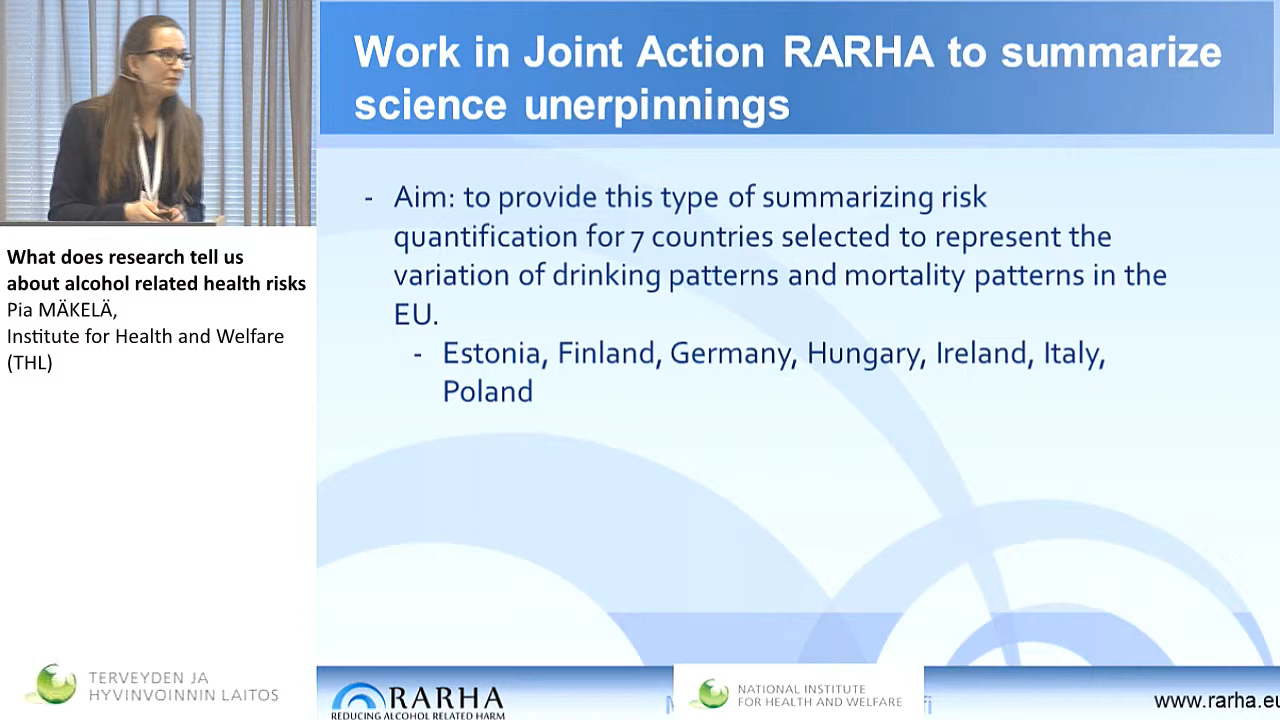 Work in Joint Action RARHA to summarize
science unerpinnings
- Aim: to provide this type of summarizing risk
quantification for 7 countries selected to represent the
variation of drinking patterns and mortality patterns in the
EU.
- Estonia, Finland, Germany, Hungary, Ireland, Italy,
Poland
What does research tell us
about alcohol related health risks
Pia MÄKELÄ,
Institute for Health and Welfare
(THL)
TERVEYDEN JA
HYVINVOINNIN LAITOS
RARHA
REDUCING ALCOHOL RELATED HARM
NATIONAL INSTITUTE
FOR HEALTH AND WELFARE
www.rarha.eu